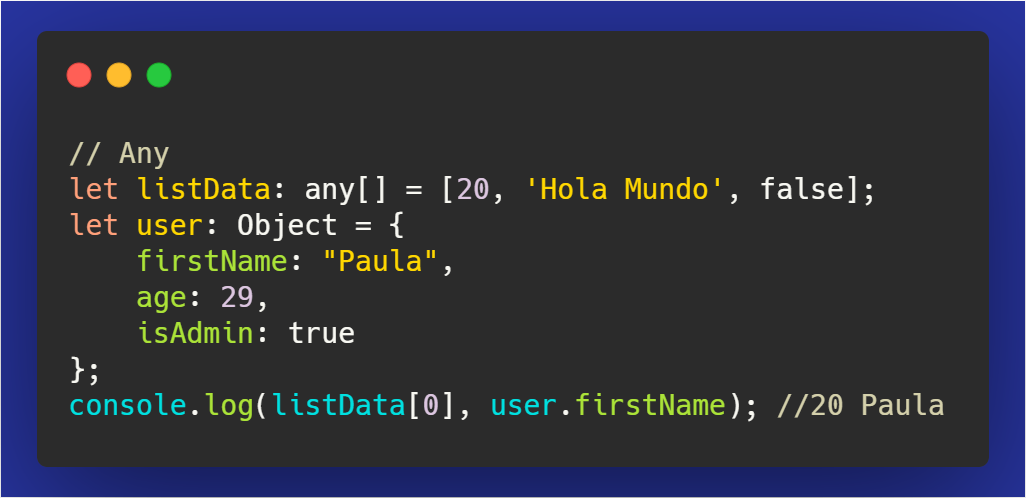 // Any
let listData: any[] = [20, 'Hola Mundo', false];
let user: Object = {
    firstName: "Paula",
    age: 29,
    isAdmin: true
};
console.log(listData[0], user.firstName); //20 Paula